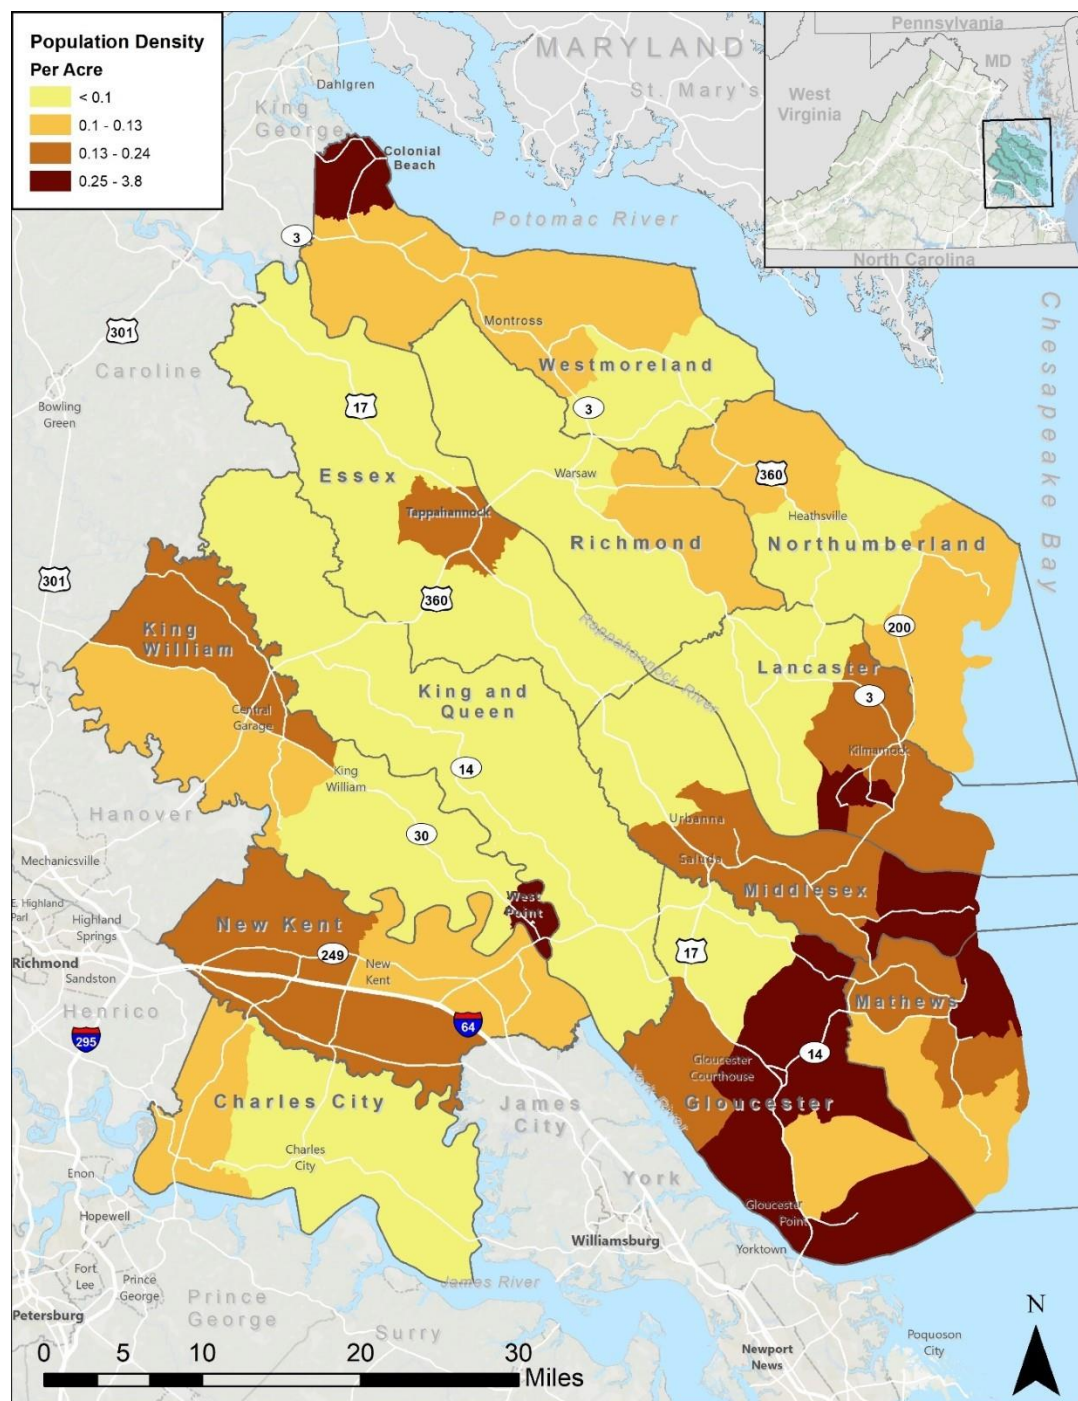 Population Density
Per Acre
< 0.1
0.1 - 0.13
0.13 - 0.24
0.25 - 3.8
Pennsylvania
MD
West
Virginia
North Carolina
MARYLAND
St. Mary's
Dahlgren
King
George
Colonial
Beach
Potomac River
3
301
Caroline
Bowling
Green
Montross
Westmoreland
17
3
Chesapeake Bay
Essex
Warsaw
360
Tappahannock
Heathsville
Richmond
Northumberland
301
360
200
King
William
Rappahannock River
Lancaster
King and
Queen
3
Central
Garage
Kilmarnock
14
King
William
Hanover
30
Urbanna
Saluda
Mechanicsville
Middlesex
E. Highland
Parl
Highland
Springs
West
Point
New Kent
249
New
Kent
17
Richmond
Sandston
Mathews
Henrico
295
64
14
Gloucester
Courthouse
York River
Gloucester
Charles City
James
City
Charles
City
Enon
York
Hopewell
Gloucester
Point
Williamsburg
Yorktown
Fort
Lee
Prince
George
James River
Petersburg
Prince
George
Surry
Newport
News
Poquoson
City
N
0 5 10 20 30
Miles